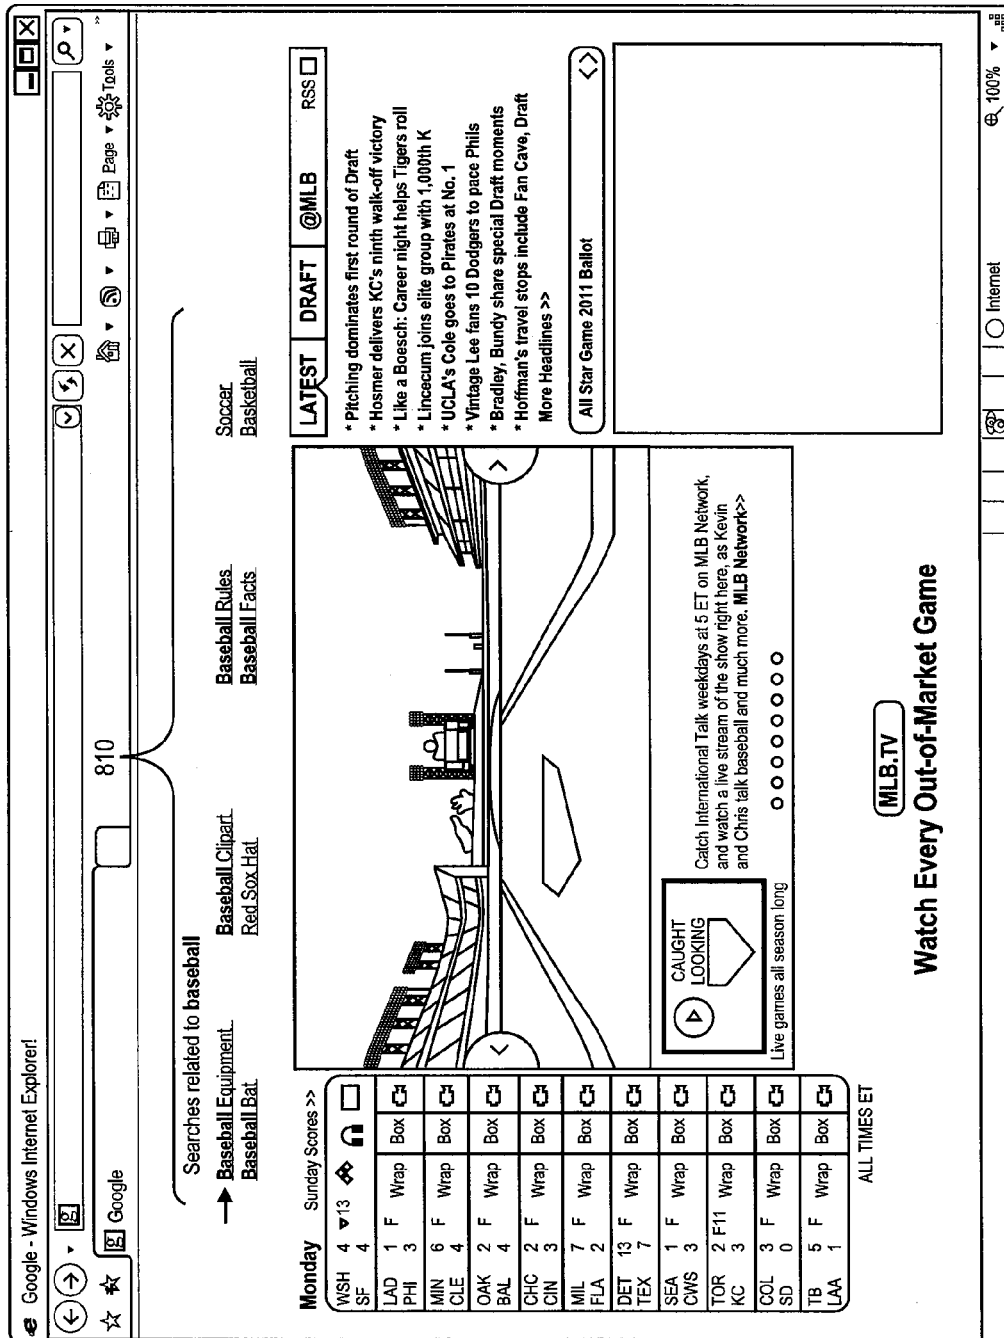 Google - Windows Internet Explorer!
g
g Google
Page Tools »
810
Searches related to baseball
Baseball Equipment Baseball Clipart Baseball Rules Soccer
Baseball Bat Red Sox Hat Baseball Facts Basketball
Monday Sunday Scores >>
WSH 4 ▾13
SF 4
LAD 1 F Wrap Box
PHI 3
MIN 6 F Wrap Box
CLE 4
OAK 2 F Wrap Box
BAL 4
CHC 2 F Wrap Box
CIN 3
MIL 7 F Wrap Box
FLA 2
DET 13 F Wrap Box
TEX 7
SEA 1 F Wrap Box
CWS 3
TOR 2 F11 Wrap Box
KC 3
COL 3 F Wrap Box
SD 0
TB 5 F Wrap Box
LAA 1
ALL TIMES ET
CAUGHT
LOOKING
Live games all season long
Catch International Talk weekdays at 5 ET on MLB Network,
and watch a live stream of the show right here, as Kevin
and Chris talk baseball and much more. MLB Network>>
LATEST DRAFT @MLB RSS
* Pitching dominates first round of Draft
* Hosmer delivers KC's ninth walk-off victory
* Like a Boesch: Career night helps Tigers roll
* Lincecum joins elite group with 1,000th K
* UCLA's Cole goes to Pirates at No. 1
* Vintage Lee fans 10 Dodgers to pace Phils
* Bradley, Bundy share special Draft moments
* Hoffman's travel stops include Fan Cave, Draft
More Headlines >>
All Star Game 2011 Ballot <>
MLB.TV
Watch Every Out-of-Market Game
Internet
100%